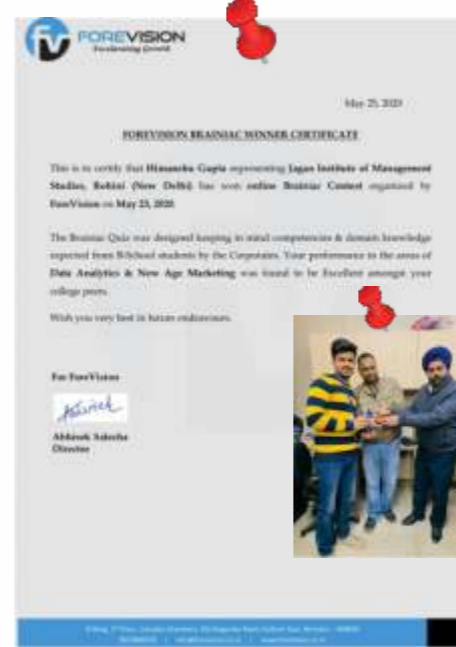 FOREVISION
Forwarding Growth
May 25, 2020
FOREVISION BRAINIAC WINNER CERTIFICATE
This is to certify that Himanshu Gupta representing Jagan Institute of Management
Studies, Rohini (New Delhi) has won online Brainiac Contest organized by
ForeVision on May 23, 2020.
The Brainiac Quiz was designed keeping in mind competencies & domain knowledge
expected from B-School students by the Corporates. Your performance in the areas of
Data Analytics & New Age Marketing was found to be Excellent amongst your
college peers.
Wish you very best in future endeavours.
For ForeVision
Abhisek
Director